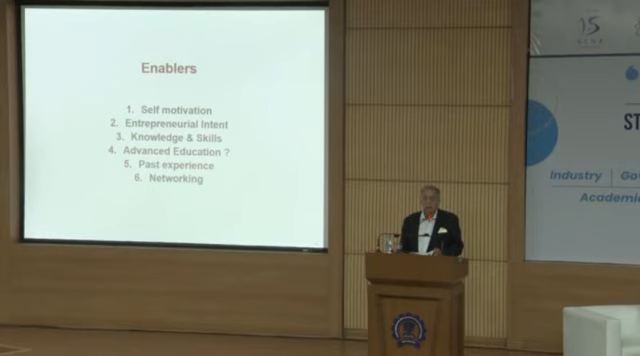 Enablers
1. Self motivation
2. Entrepreneurial Intent
3. Knowledge & Skills
4. Advanced Education ?
5. Past experience
6. Networking
15
ST
Industry | Go
Academi